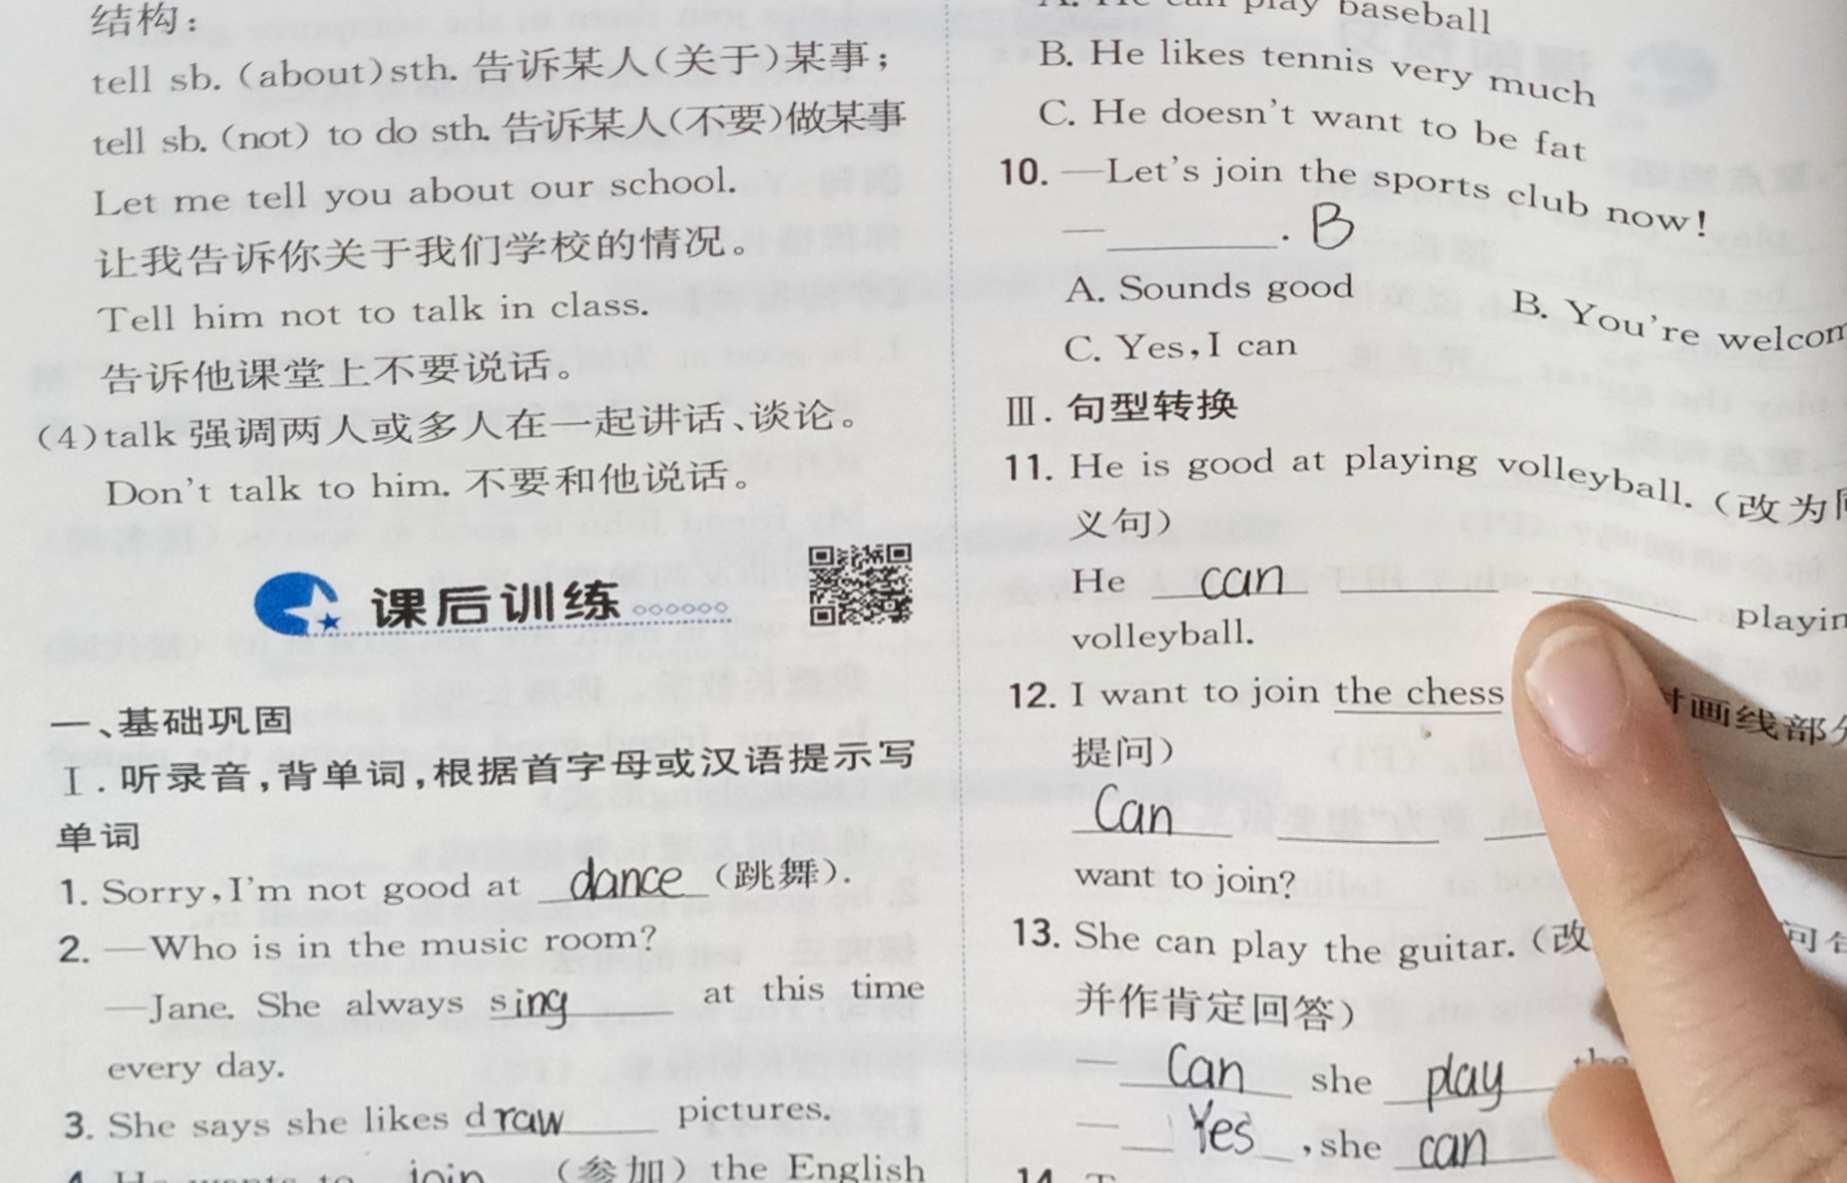 结构：
tell sb. (about)sth. 告诉某人(关于)某事；
tell sb. (not) to do sth. 告诉某人(不要)做某事
Let me tell you about our school.
让我告诉你关于我们学校的情况。
Tell him not to talk in class.
告诉他课堂上不要说话。
(4)talk 强调两人或多人在一起讲话、谈论。
Don't talk to him. 不要和他说话。
课后训练
一、基础巩固
Ⅰ. 听录音,背单词,根据首字母或汉语提示写
单词
1. Sorry, I'm not good at dance (跳舞).
2. —Who is in the music room?
—Jane. She always sing at this time
every day.
3. She says she likes draw pictures.
4. He wants to join (参加) the English
A. He can play baseball
B. He likes tennis very much
C. He doesn't want to be fat
10. —Let's join the sports club now!
—________. B
A. Sounds good B. You're
C. Yes, I can
Ⅲ. 句型转换
11. He is good at playing volleyball. (改为
义句)
He can ________ ________
volleyball.
12. I want to join the chess 画线部
提问)
Can ________ ________
want to join?
13. She can play the guitar. (改 问
并作肯定回答)
— Can she play the
— Yes, she can
14.